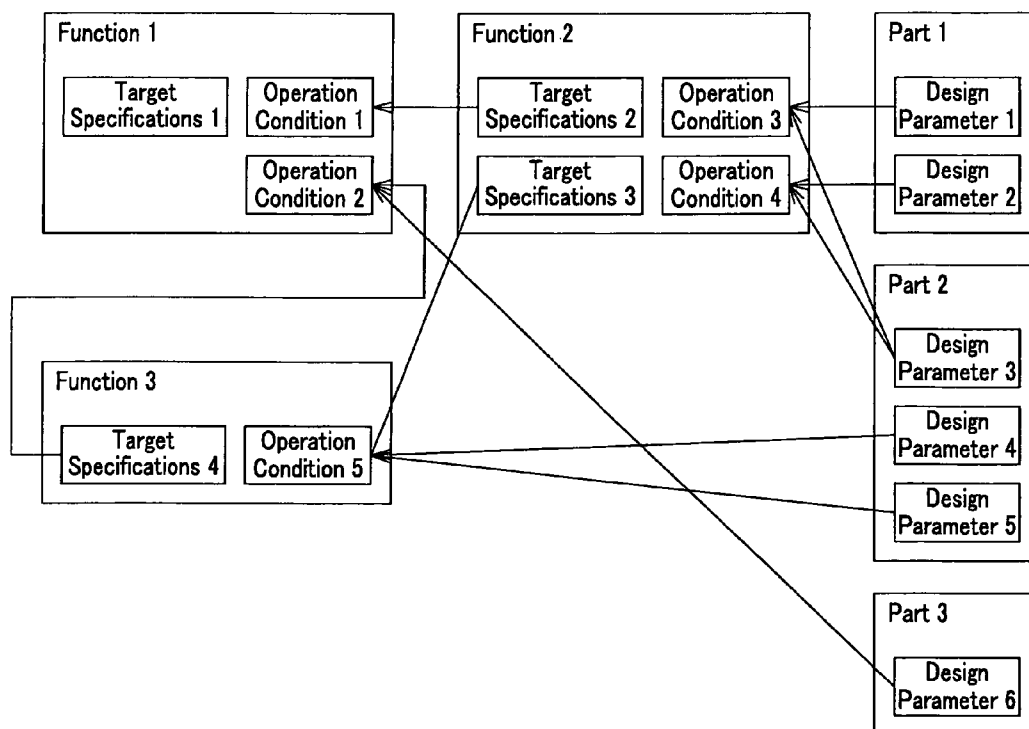 Function 1
Target
Specifications 1
Operation
Condition 1
Operation
Condition 2
Function 2
Target
Specifications 2
Operation
Condition 3
Target
Specifications 3
Operation
Condition 4
Part 1
Design
Parameter 1
Design
Parameter 2
Part 2
Design
Parameter 3
Design
Parameter 4
Design
Parameter 5
Function 3
Target
Specifications 4
Operation
Condition 5
Part 3
Design
Parameter 6